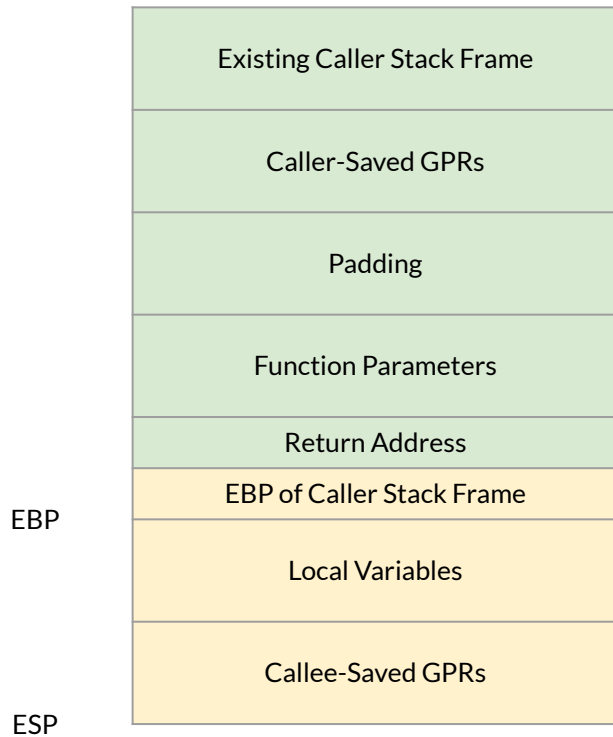 Existing Caller Stack Frame
Caller-Saved GPRs
Padding
Function Parameters
Return Address
EBP of Caller Stack Frame
EBP
Local Variables
Callee-Saved GPRs
ESP